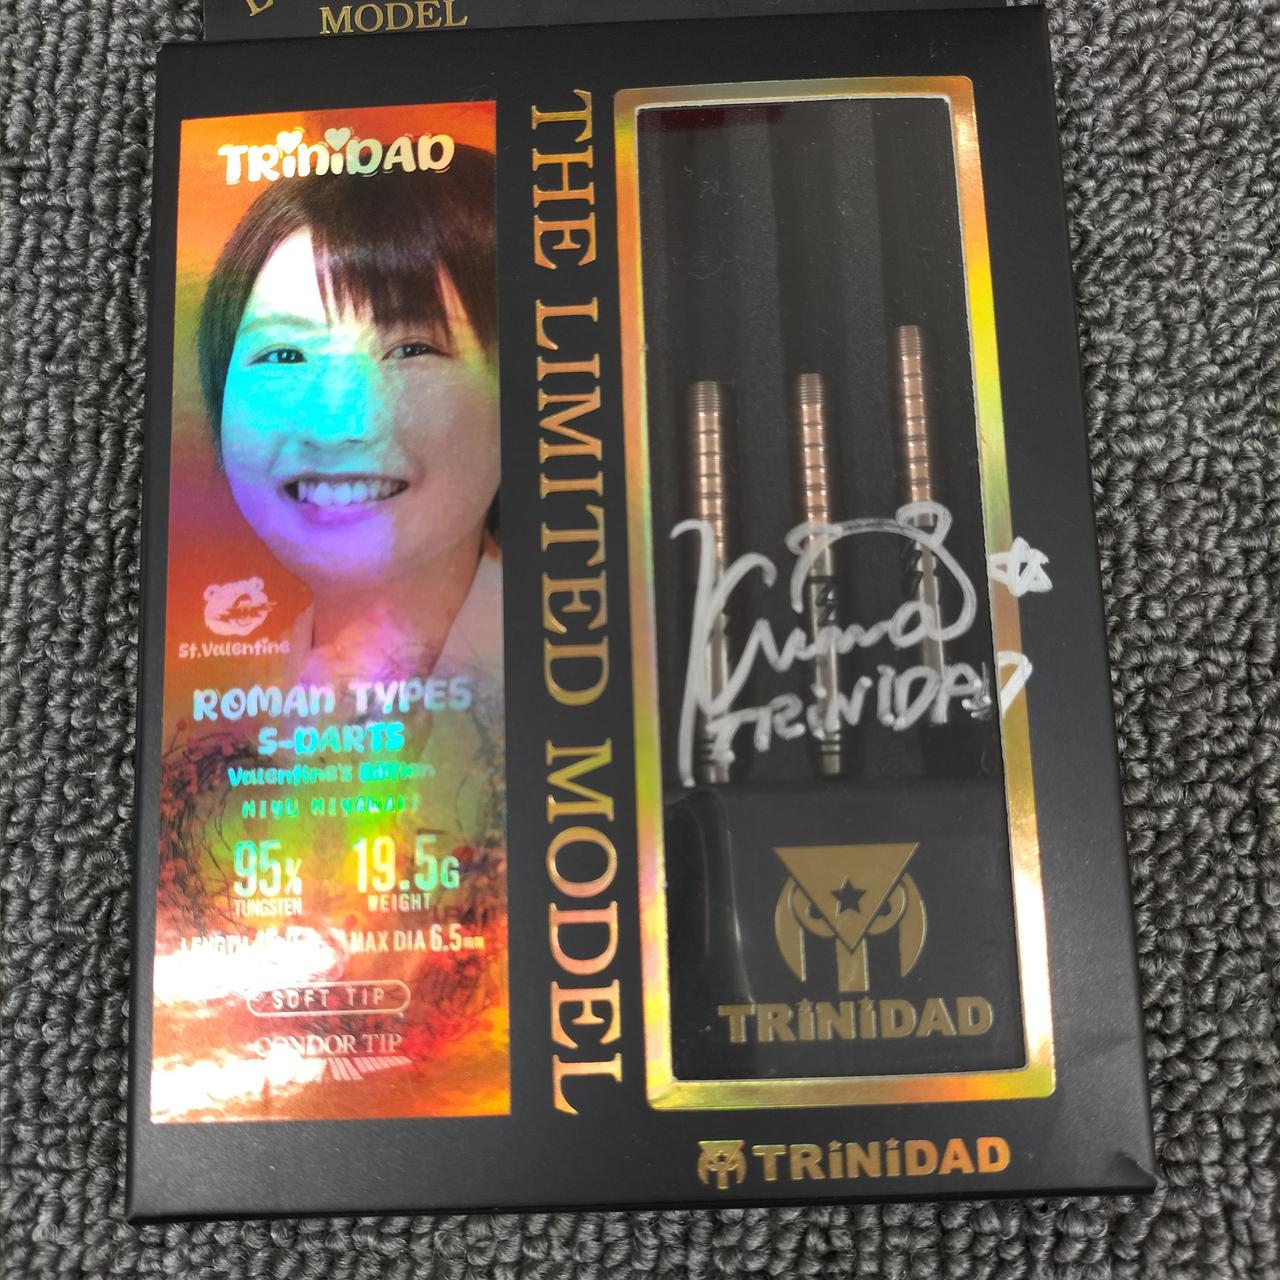 MODEL
TRiNiDAD
St.Valentine
ROMAN TYPE5
S-DARTS
Valentine's Edition
MIYU MIYAWAKI
95% TUNGSTEN
19.5G WEIGHT
LENGTH
MAX DIA 6.5mm
SOFT TIP
CONDOR TIP
THE LIMITED MODEL
TRiNiDAD
TRiNiDAD
TRiNiDAD